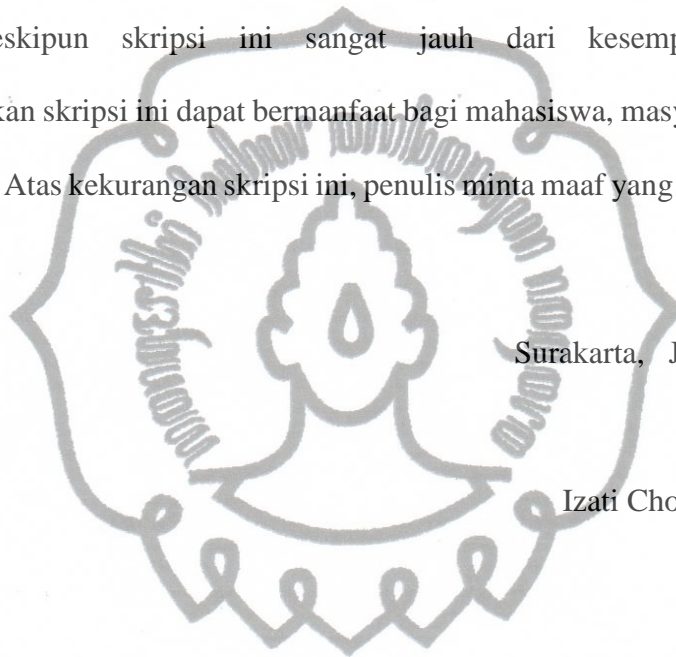 eskipun skripsi ini sangat jauh dari kesemp
kan skripsi ini dapat bermanfaat bagi mahasiswa, masy
Atas kekurangan skripsi ini, penulis minta maaf yang
Surakarta, J
Izati Cho